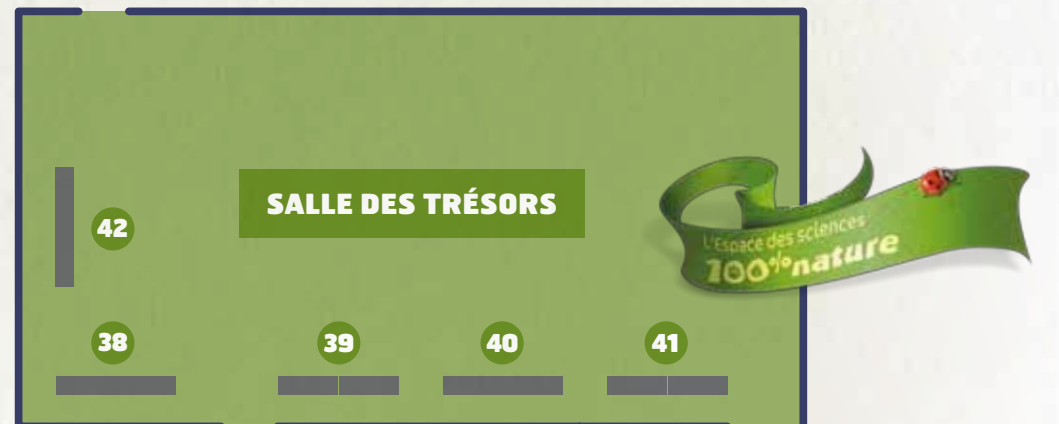 SALLE DES TRÉSORS
42
L'Espace des sciences
100% nature
38 39 40 41